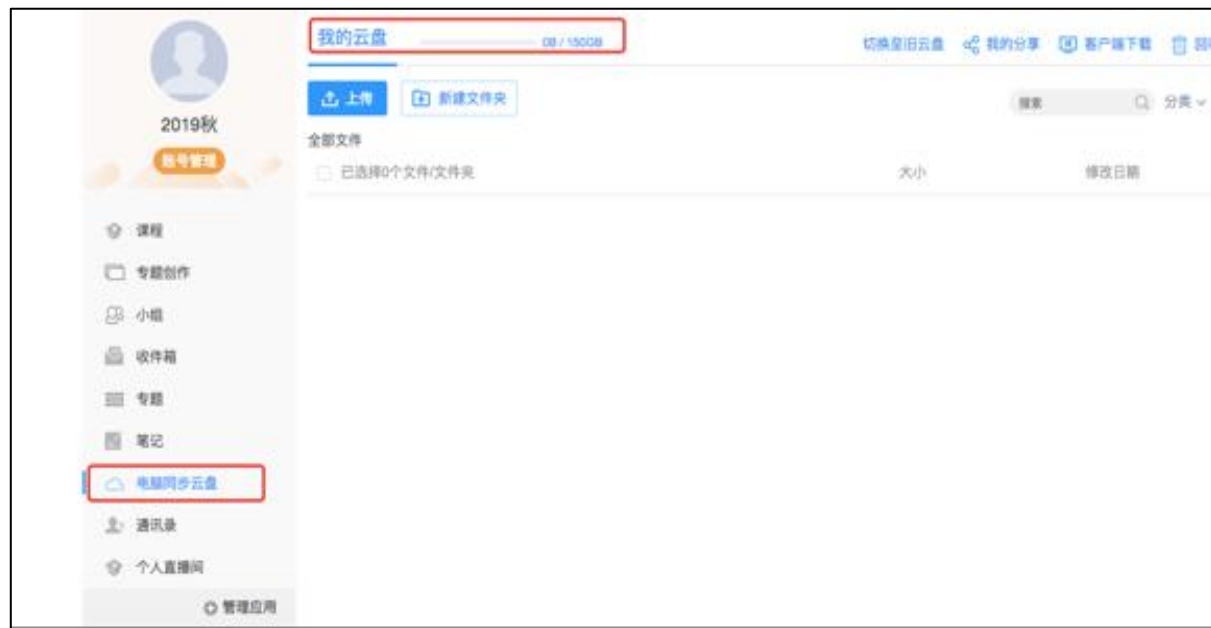 2019秋
账号管理
课程
专题创作
小组
收件箱
专题
笔记
电脑同步云盘
通讯录
个人直播间
管理应用
我的云盘 0B / 150GB
切换至旧云盘 我的分享 客户端下载
上传 新建文件夹
搜索 分类
全部文件
已选择0个文件/文件夹 大小 修改日期